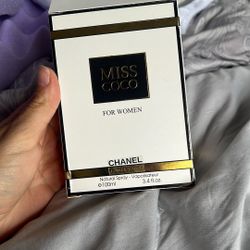 MISS
COCO
FOR WOMEN
CHANEL
Natural Spray - Vaporisateur
℮100ml 3.4 fl.oz